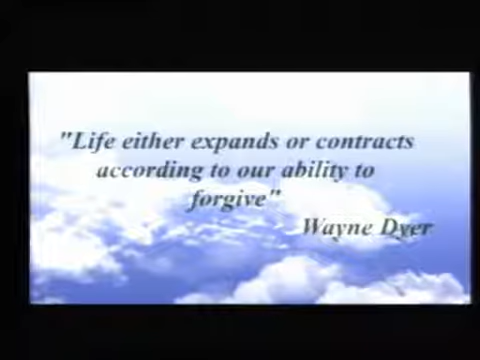 "Life either expands or contracts
according to our ability to
forgive"
Wayne Dyer